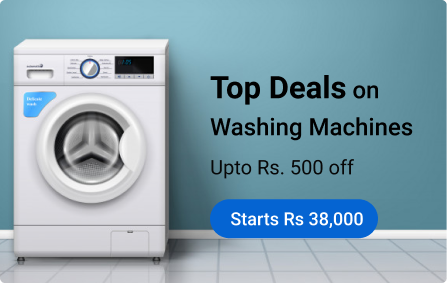 Top Deals on
Washing Machines
Upto Rs. 500 off
Starts Rs 38,000